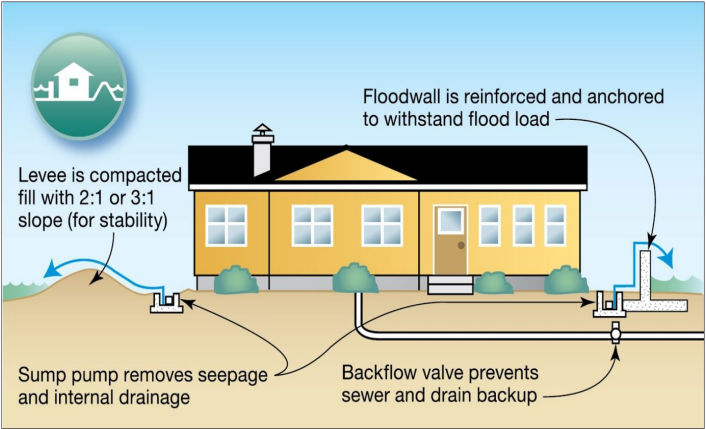 Floodwall is reinforced and anchored
to withstand flood load
Levee is compacted
fill with 2:1 or 3:1
slope (for stability)
Sump pump removes seepage
and internal drainage
Backflow valve prevents
sewer and drain backup